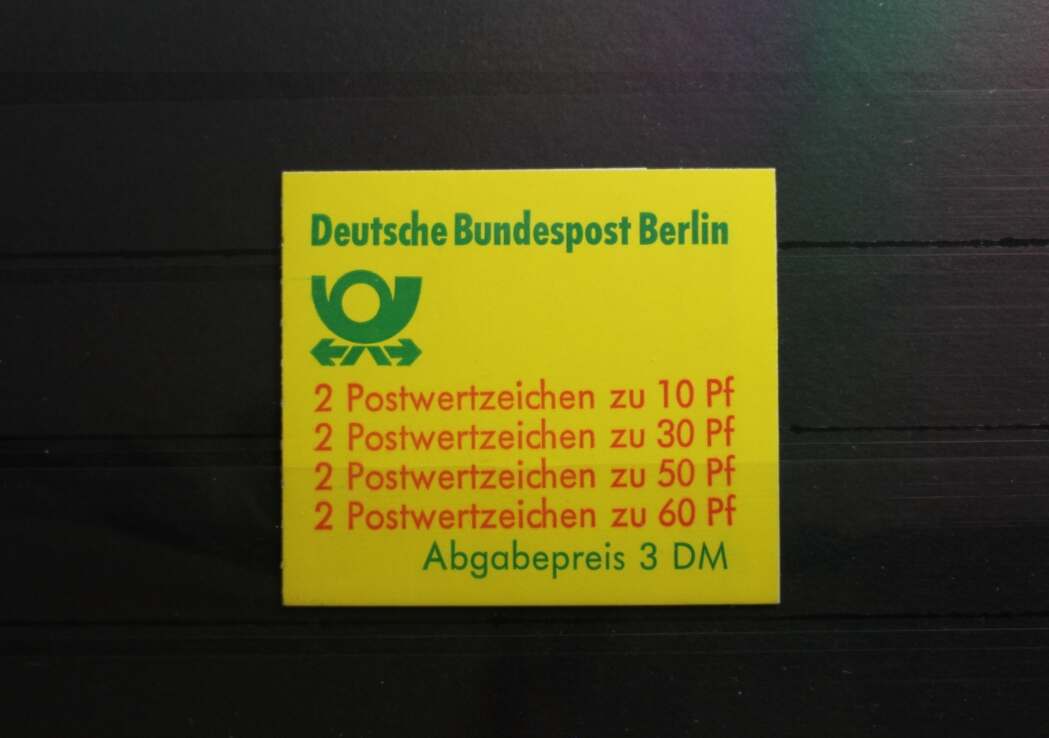 Deutsche Bundespost Berlin
2 Postwertzeichen zu 10 Pf
2 Postwertzeichen zu 30 Pf
2 Postwertzeichen zu 50 Pf
2 Postwertzeichen zu 60 Pf
Abgabepreis 3 DM